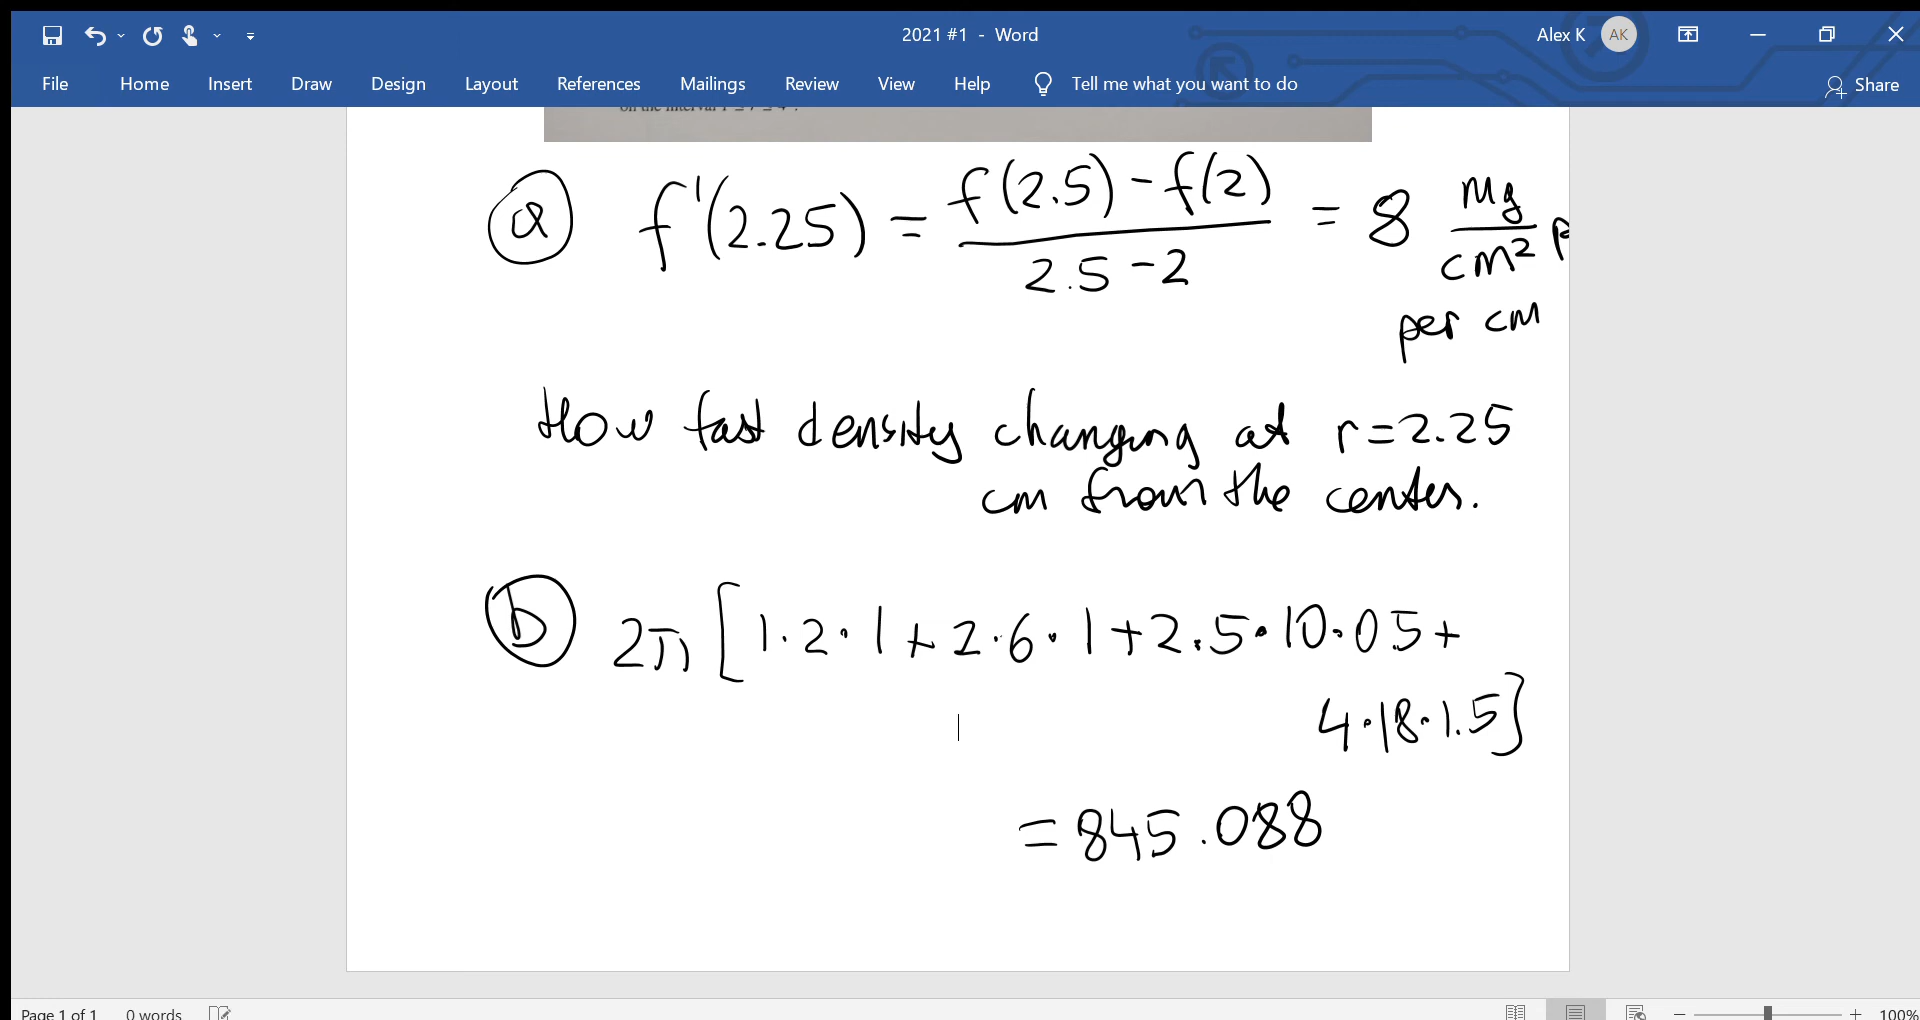 2021 #1 - Word
Alex K AK
File Home Insert Draw Design Layout References Mailings Review View Help Tell me what you want to do Share
a f'(2.25) = f(2.5) - f(2) / 2.5 - 2 = 8 mg / cm² p
per cm
How fast density changing at r = 2.25
cm from the center.
b 2π [1·2·1 + 2·6·1 + 2.5·10·05 +
4·18·1.5]
= 845.088
Page 1 of 1 0 words 100%